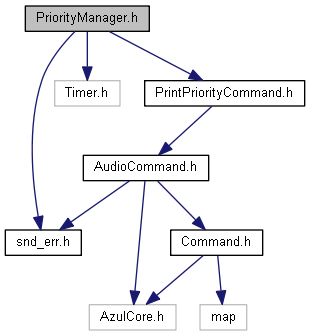 PriorityManager.h
Timer.h
PrintPriorityCommand.h
AudioCommand.h
snd_err.h
Command.h
AzulCore.h
map